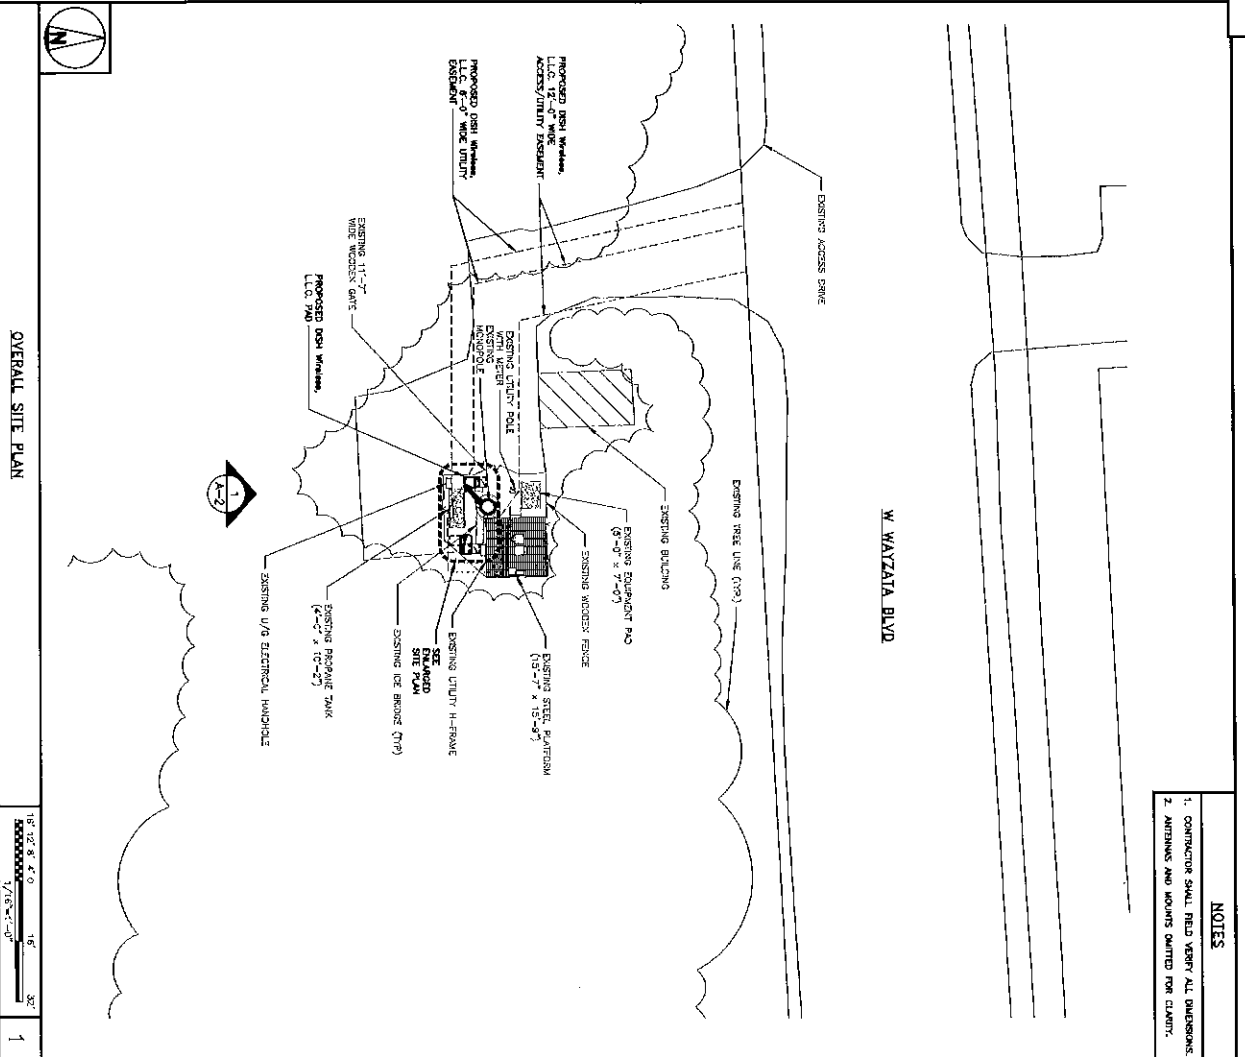 NOTES
1. CONTRACTOR SHALL FIELD VERIFY ALL DIMENSIONS.
2. ANTENNAS AND MOUNTS OMITTED FOR CLARITY.
W WAYZATA BLVD
EXISTING ACCESS DRIVE
PROPOSED DISH Wireless,
L.L.C. 12'-0" WIDE
ACCESS/UTILITY EASEMENT
PROPOSED DISH Wireless,
L.L.C. 6'-0" WIDE UTILITY
EASEMENT
EXISTING TREE LINE (TYP.)
EXISTING BUILDING
EXISTING EQUIPMENT PAD
(5'-0" x 7'-0")
EXISTING WOODEN FENCE
EXISTING STEEL PLATFORM
(15'-7" x 15'-9")
EXISTING UTILITY POLE
WITH METER
EXISTING
MONOPOLE
EXISTING UTILITY H-FRAME
SEE
ENLARGED
SITE PLAN
EXISTING ICE BRIDGE (TYP)
EXISTING 11'-7"
WIDE WOODEN GATE
PROPOSED DISH Wireless,
L.L.C. PAD
EXISTING PROPANE TANK
(4'-0" x 10'-2")
EXISTING U/G ELECTRICAL HANDHOLE
1
A-2
N
OVERALL SITE PLAN
16' 12' 8' 4' 0 16' 32'
1/16"=1'-0"
1